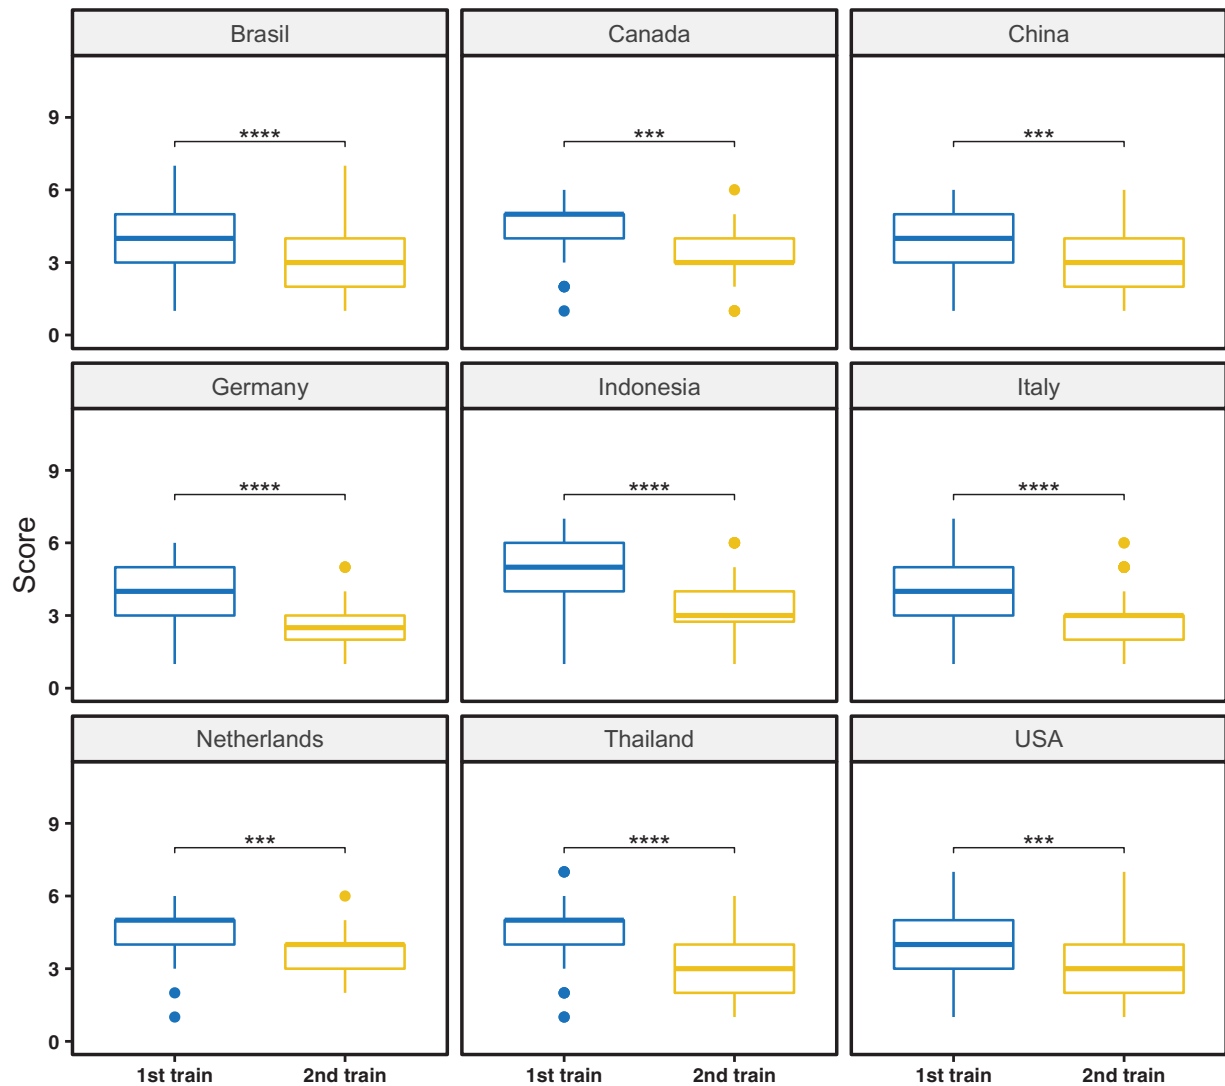 Brasil Canada China
**** *** ***
9
6
3
0
Germany Indonesia Italy
**** **** ****
9
6
3
0
Score
Netherlands Thailand USA
*** **** ***
9
6
3
0
1st train 2nd train 1st train 2nd train 1st train 2nd train